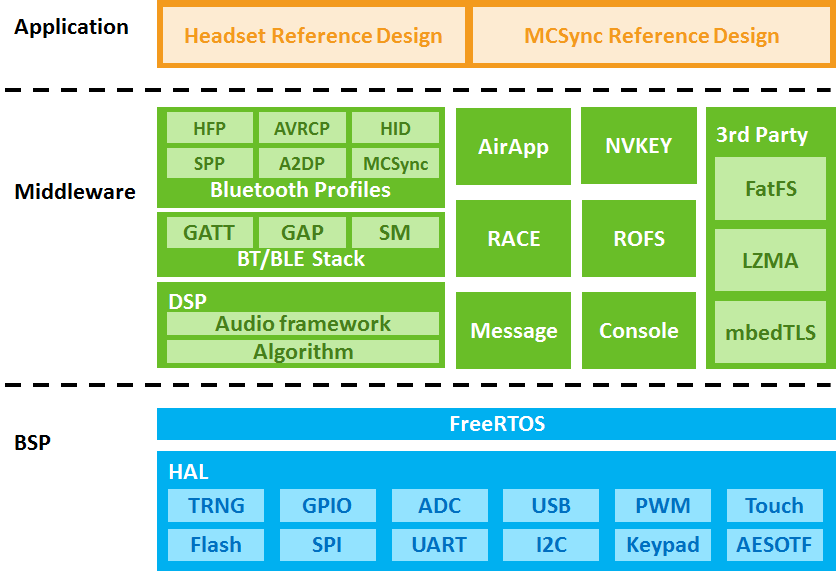 Application
Headset Reference Design
MCSync Reference Design
Middleware
HFP AVRCP HID
SPP A2DP MCSync
Bluetooth Profiles
GATT GAP SM
BT/BLE Stack
DSP
Audio framework
Algorithm
AirApp NVKEY
RACE ROFS
Message Console
3rd Party
FatFS
LZMA
mbedTLS
BSP
FreeRTOS
HAL
TRNG GPIO ADC USB PWM Touch
Flash SPI UART I2C Keypad AESOTF